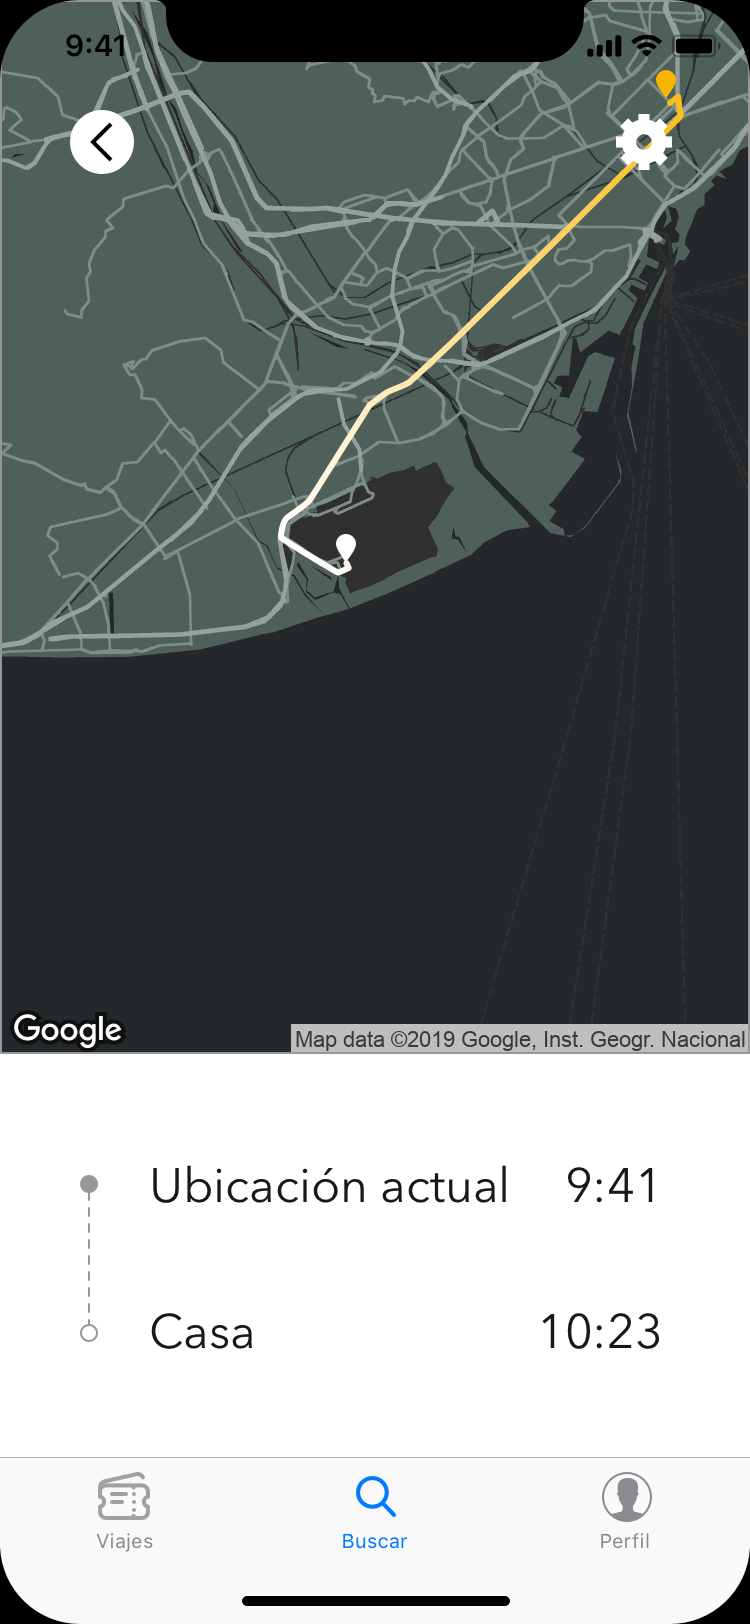 9:41
Google
Map data ©2019 Google, Inst. Geogr. Nacional
Ubicación actual 9:41
Casa 10:23
Viajes Buscar Perfil